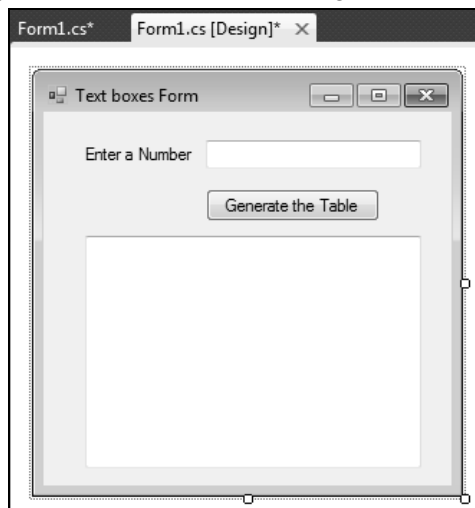 Form1.cs* Form1.cs [Design]*
Text boxes Form
Enter a Number
Generate the Table